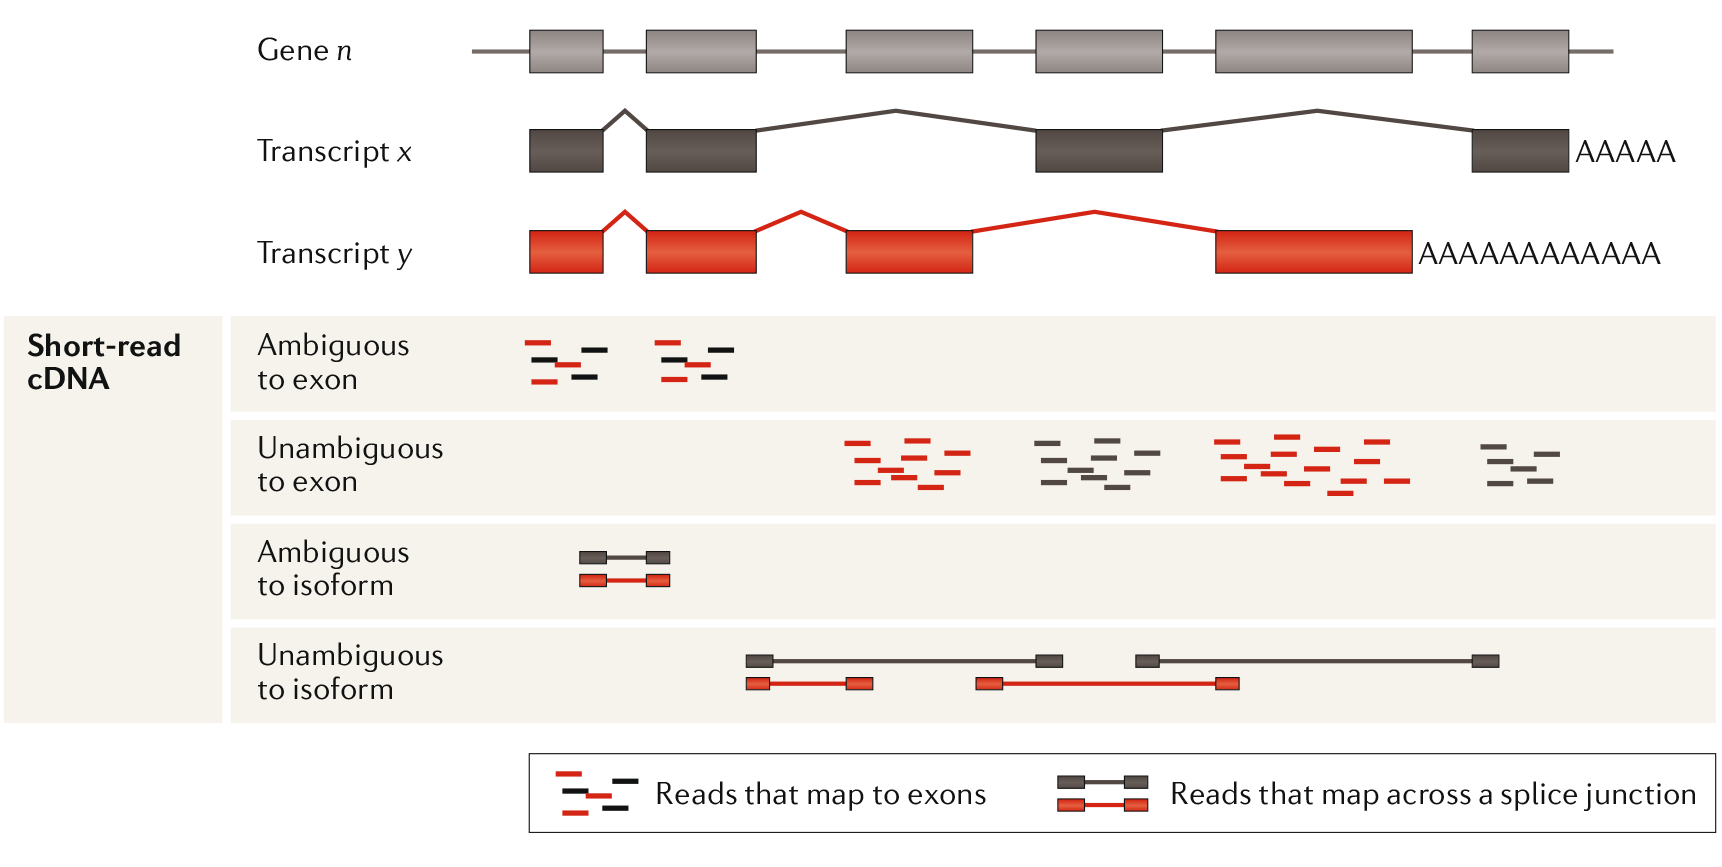 Gene n
Transcript x
AAAAA
Transcript y
AAAAAAAAAAAA
Short-read
cDNA
Ambiguous
to exon
Unambiguous
to exon
Ambiguous
to isoform
Unambiguous
to isoform
Reads that map to exons
Reads that map across a splice junction